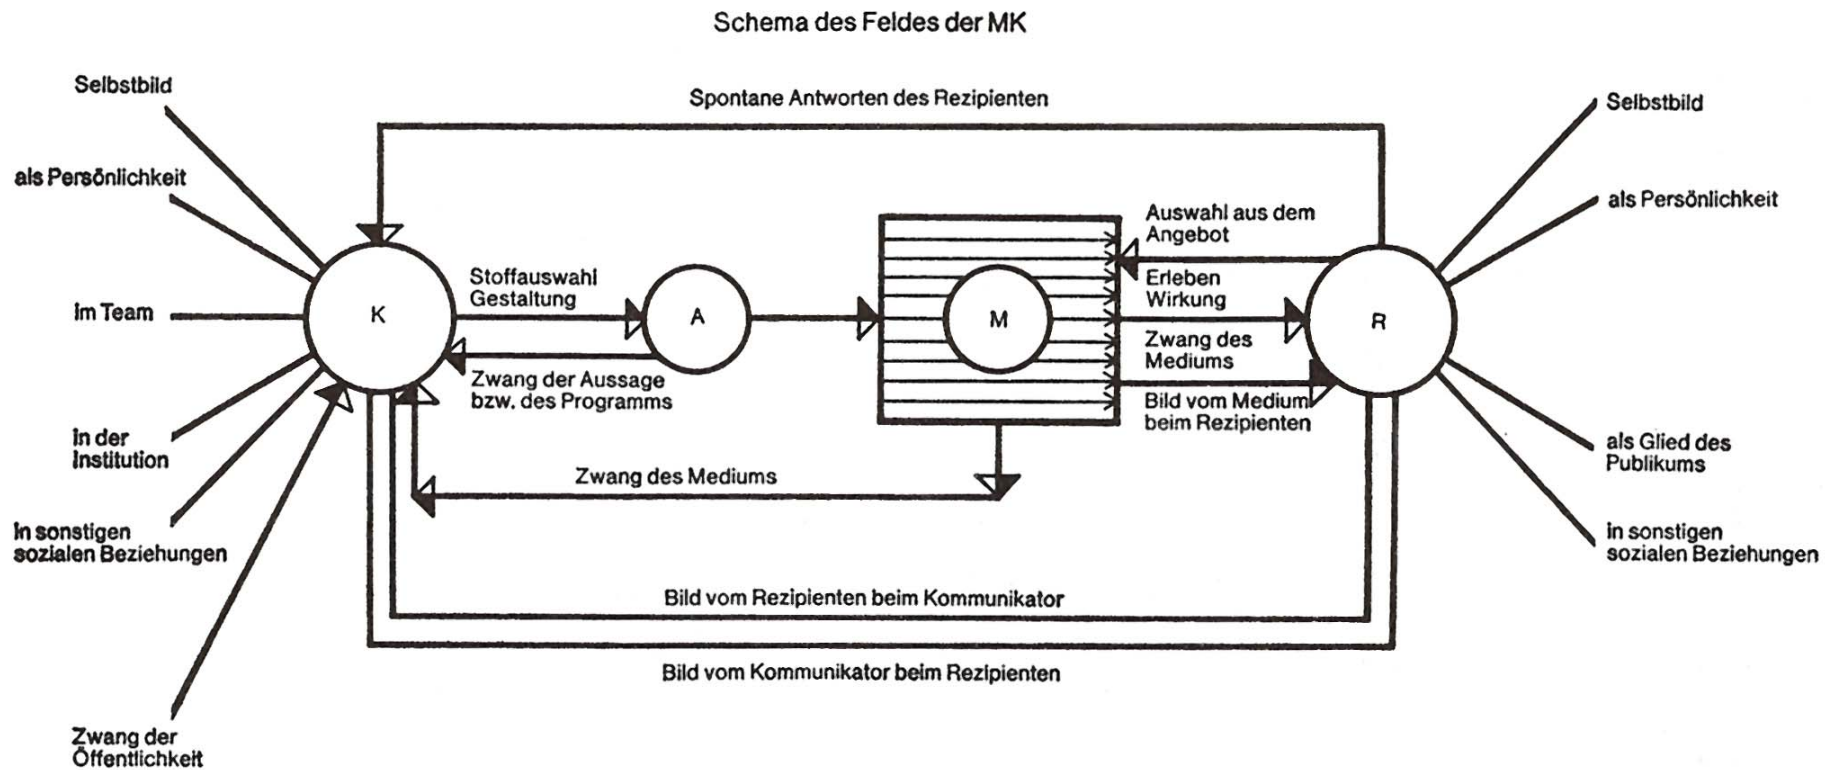 Schema des Feldes der MK
Spontane Antworten des Rezipienten
Selbstbild
als Persönlichkeit
im Team
in der
Institution
in sonstigen
sozialen Beziehungen
Zwang der
Öffentlichkeit
K
Stoffauswahl
Gestaltung
Zwang der Aussage
bzw. des Programms
A
M
Zwang des Mediums
Auswahl aus dem
Angebot
Erleben
Wirkung
Zwang des
Mediums
Bild vom Medium
beim Rezipienten
R
Selbstbild
als Persönlichkeit
als Glied des
Publikums
in sonstigen
sozialen Beziehungen
Bild vom Rezipienten beim Kommunikator
Bild vom Kommunikator beim Rezipienten